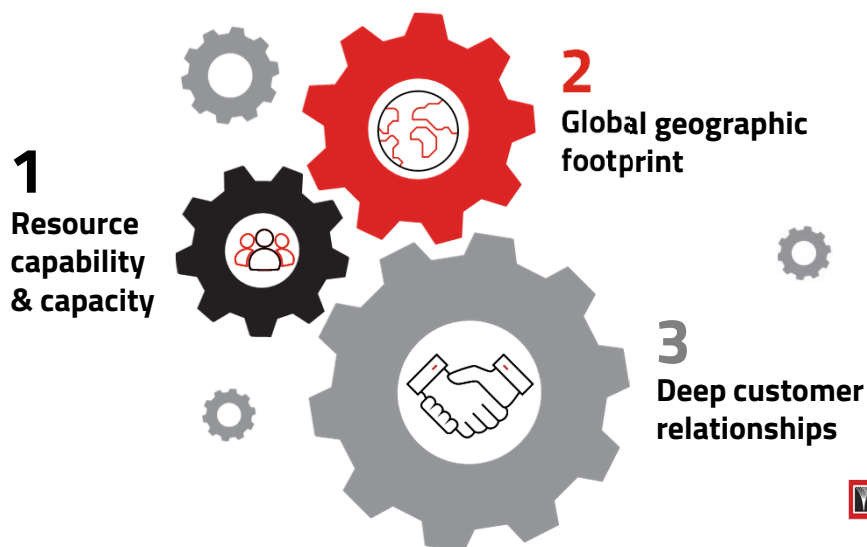 1
Resource
capability
& capacity
2
Global geographic
footprint
3
Deep customer
relationships